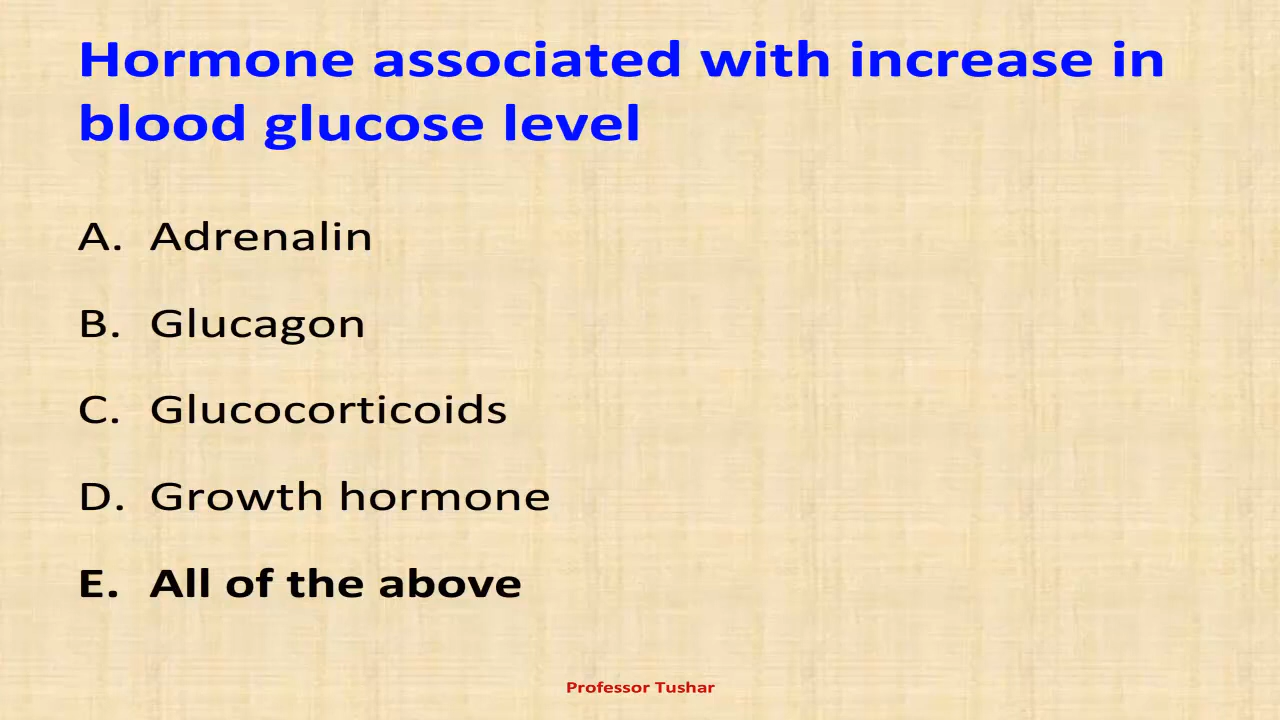 Hormone associated with increase in
blood glucose level
A. Adrenalin
B. Glucagon
C. Glucocorticoids
D. Growth hormone
E. All of the above
Professor Tushar